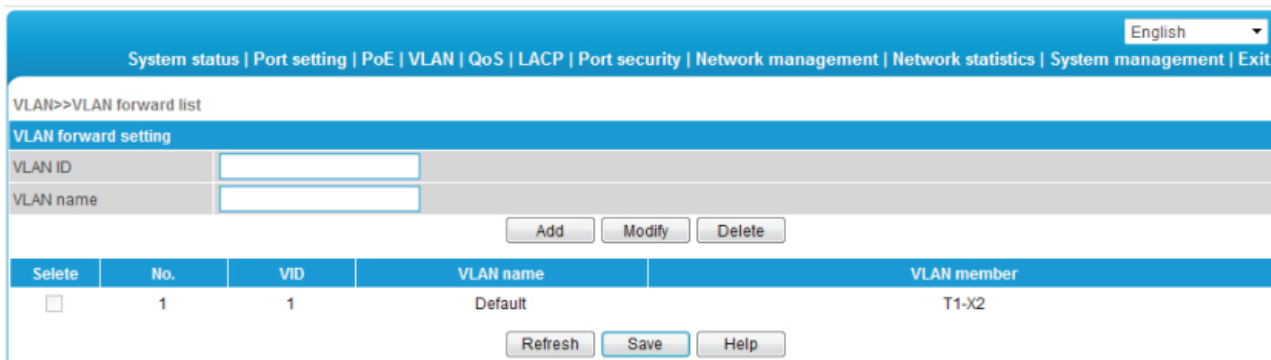 English
System status | Port setting | PoE | VLAN | QoS | LACP | Port security | Network management | Network statistics | System management | Exit
VLAN>>VLAN forward list
VLAN forward setting
VLAN ID
VLAN name
Add Modify Delete
Selete No. VID VLAN name VLAN member
1 1 Default T1-X2
Refresh Save Help